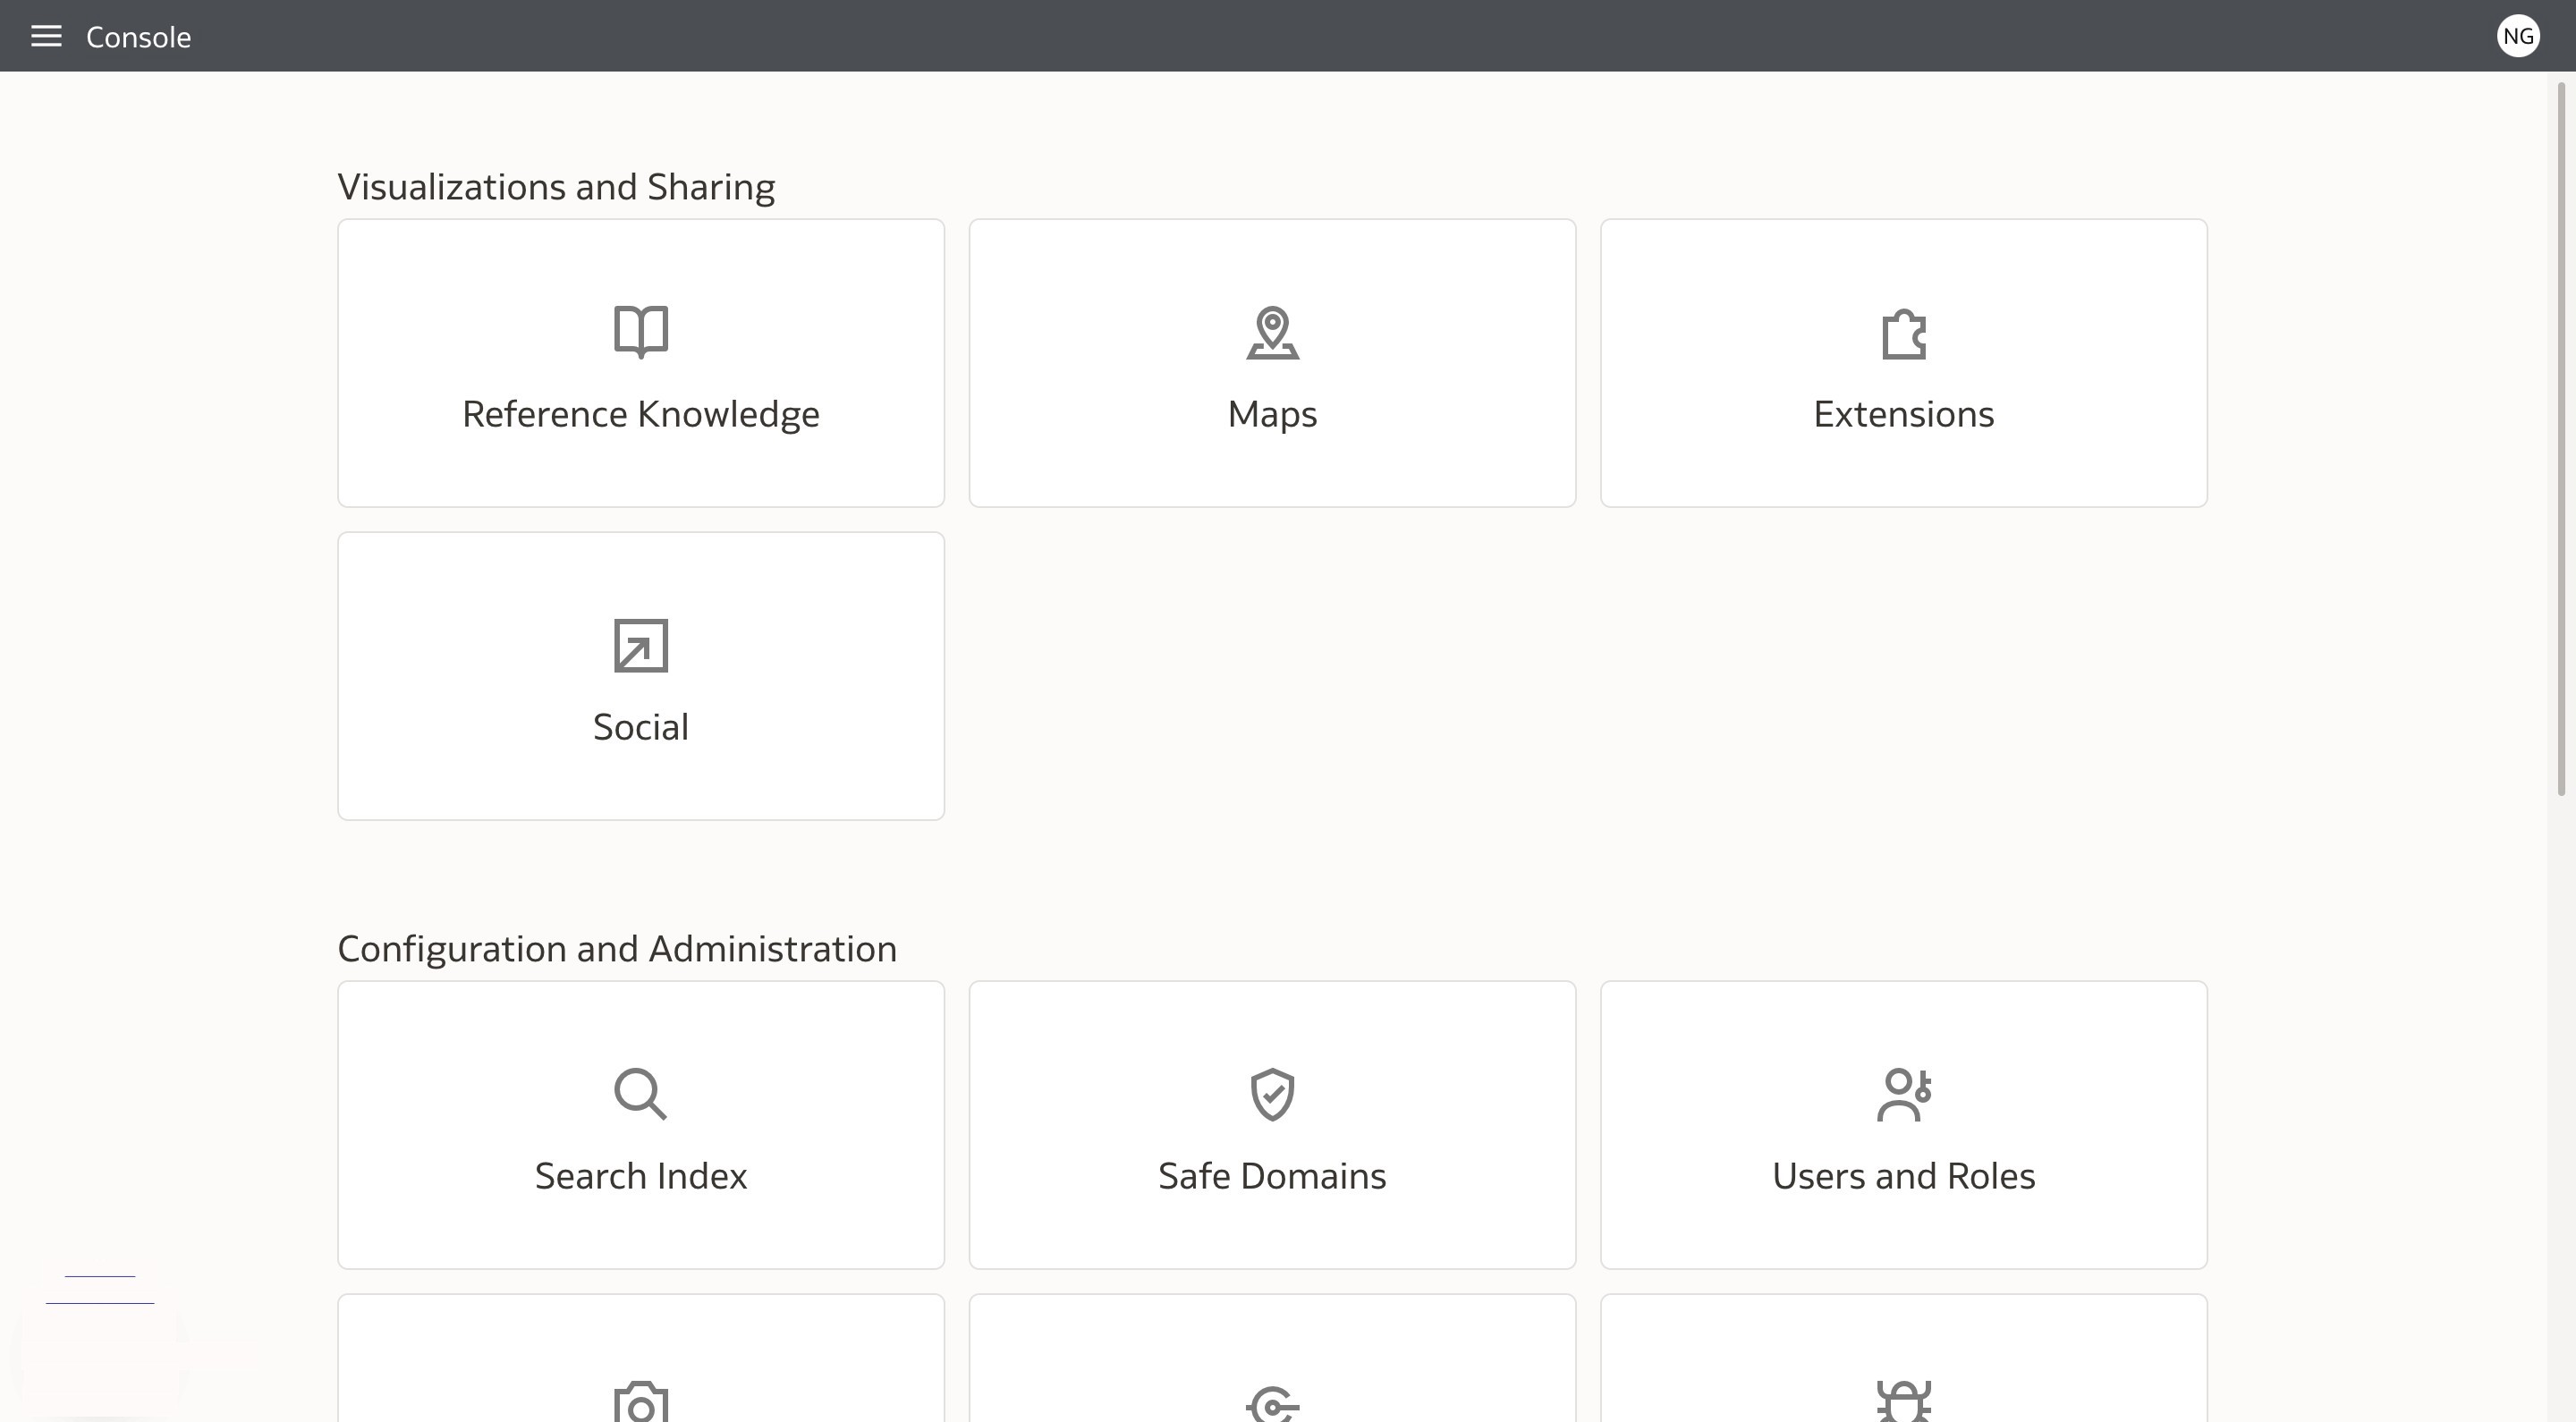 Console
NG
Visualizations and Sharing
Reference Knowledge
Maps
Extensions
Social
Configuration and Administration
Search Index
Safe Domains
Users and Roles